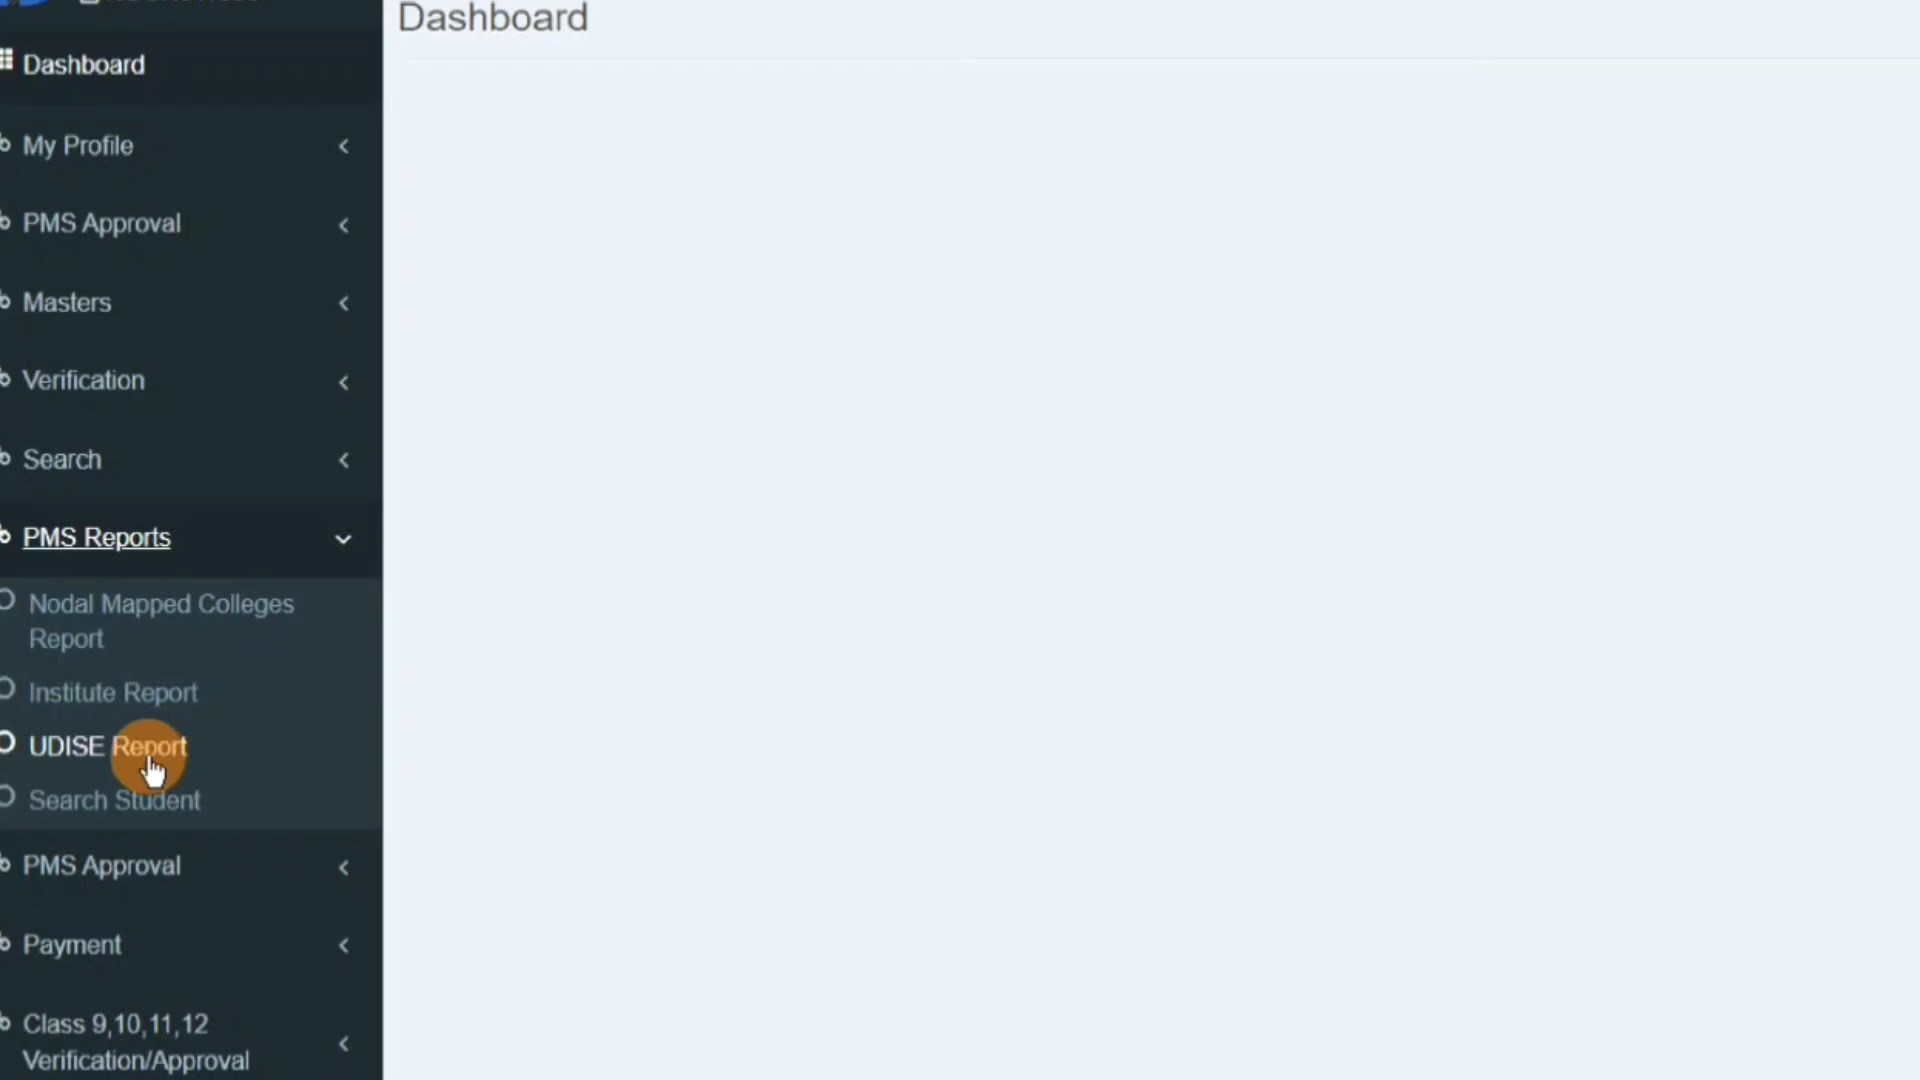 Dashboard
Dashboard
My Profile
PMS Approval
Masters
Verification
Search
PMS Reports
Nodal Mapped Colleges
Report
Institute Report
UDISE Report
Search Student
PMS Approval
Payment
Class 9,10,11,12
Verification/Approval